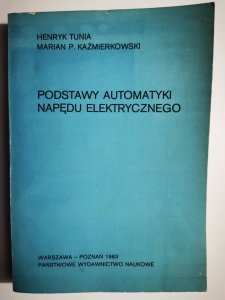 HENRYK TUNIA
MARIAN P. KAŹMIERKOWSKI
PODSTAWY AUTOMATYKI
NAPĘDU ELEKTRYCZNEGO
WARSZAWA – POZNAŃ 1983
PAŃSTWOWE WYDAWNICTWO NAUKOWE